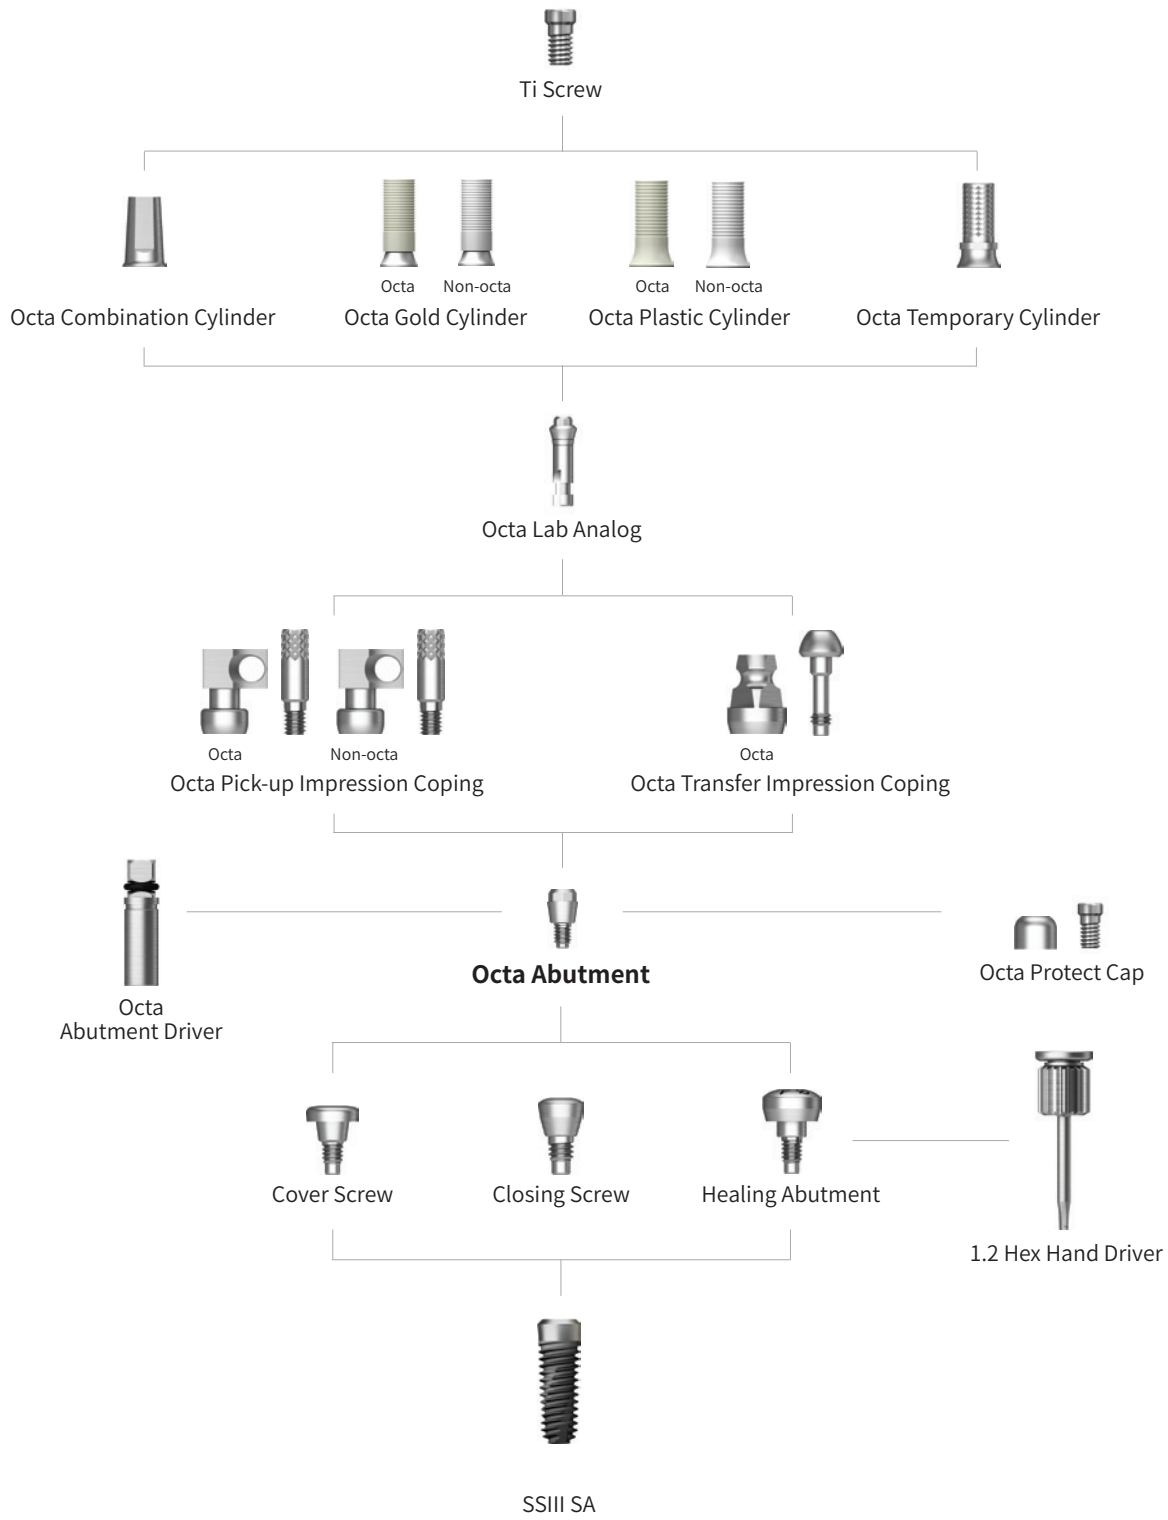 Ti Screw
Octa
Non-octa
Octa
Non-octa
Octa Combination Cylinder
Octa Gold Cylinder
Octa Plastic Cylinder
Octa Temporary Cylinder
Octa Lab Analog
Octa
Non-octa
Octa
Octa Pick-up Impression Coping
Octa Transfer Impression Coping
Octa Abutment
Octa Protect Cap
Octa
Abutment Driver
Cover Screw
Closing Screw
Healing Abutment
1.2 Hex Hand Driver
SSIII SA